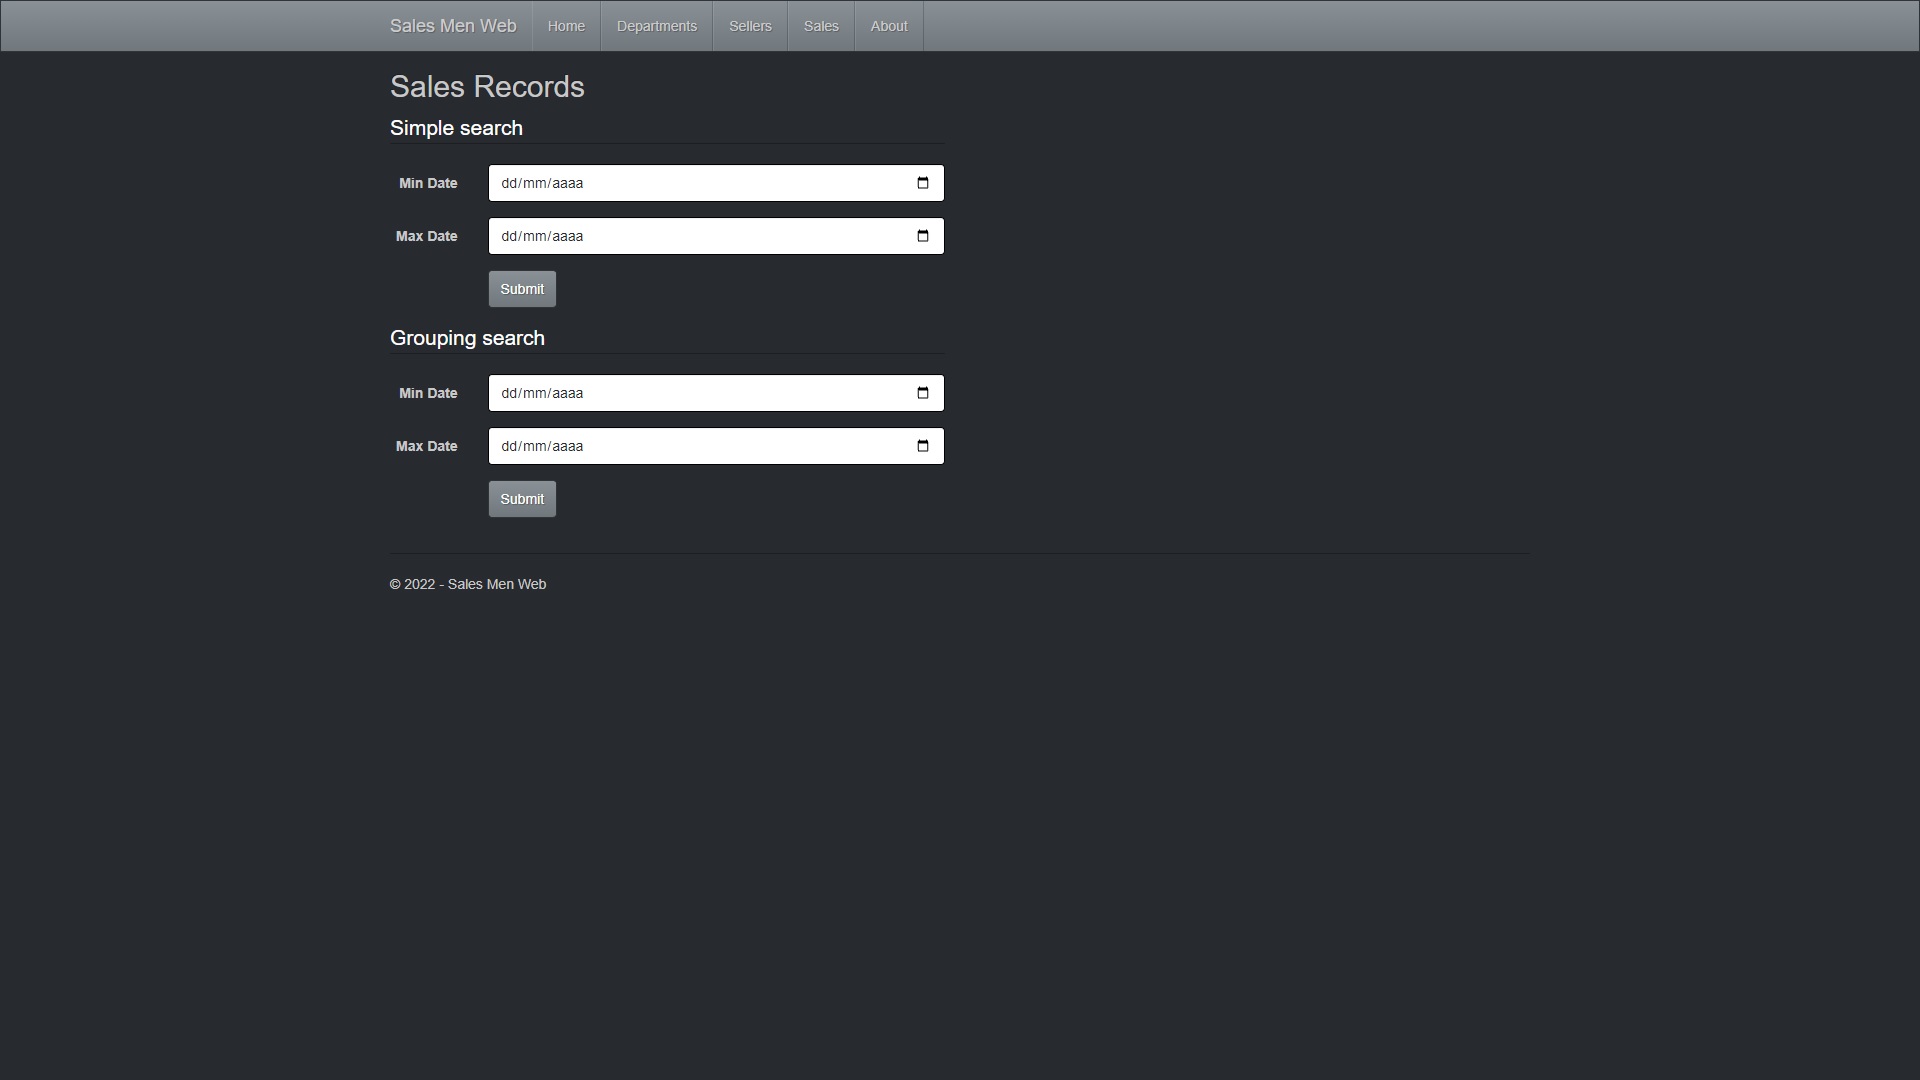 Sales Men Web Home Departments Sellers Sales About
Sales Records
Simple search
Min Date dd/mm/aaaa
Max Date dd/mm/aaaa
Submit
Grouping search
Min Date dd/mm/aaaa
Max Date dd/mm/aaaa
Submit
© 2022 - Sales Men Web